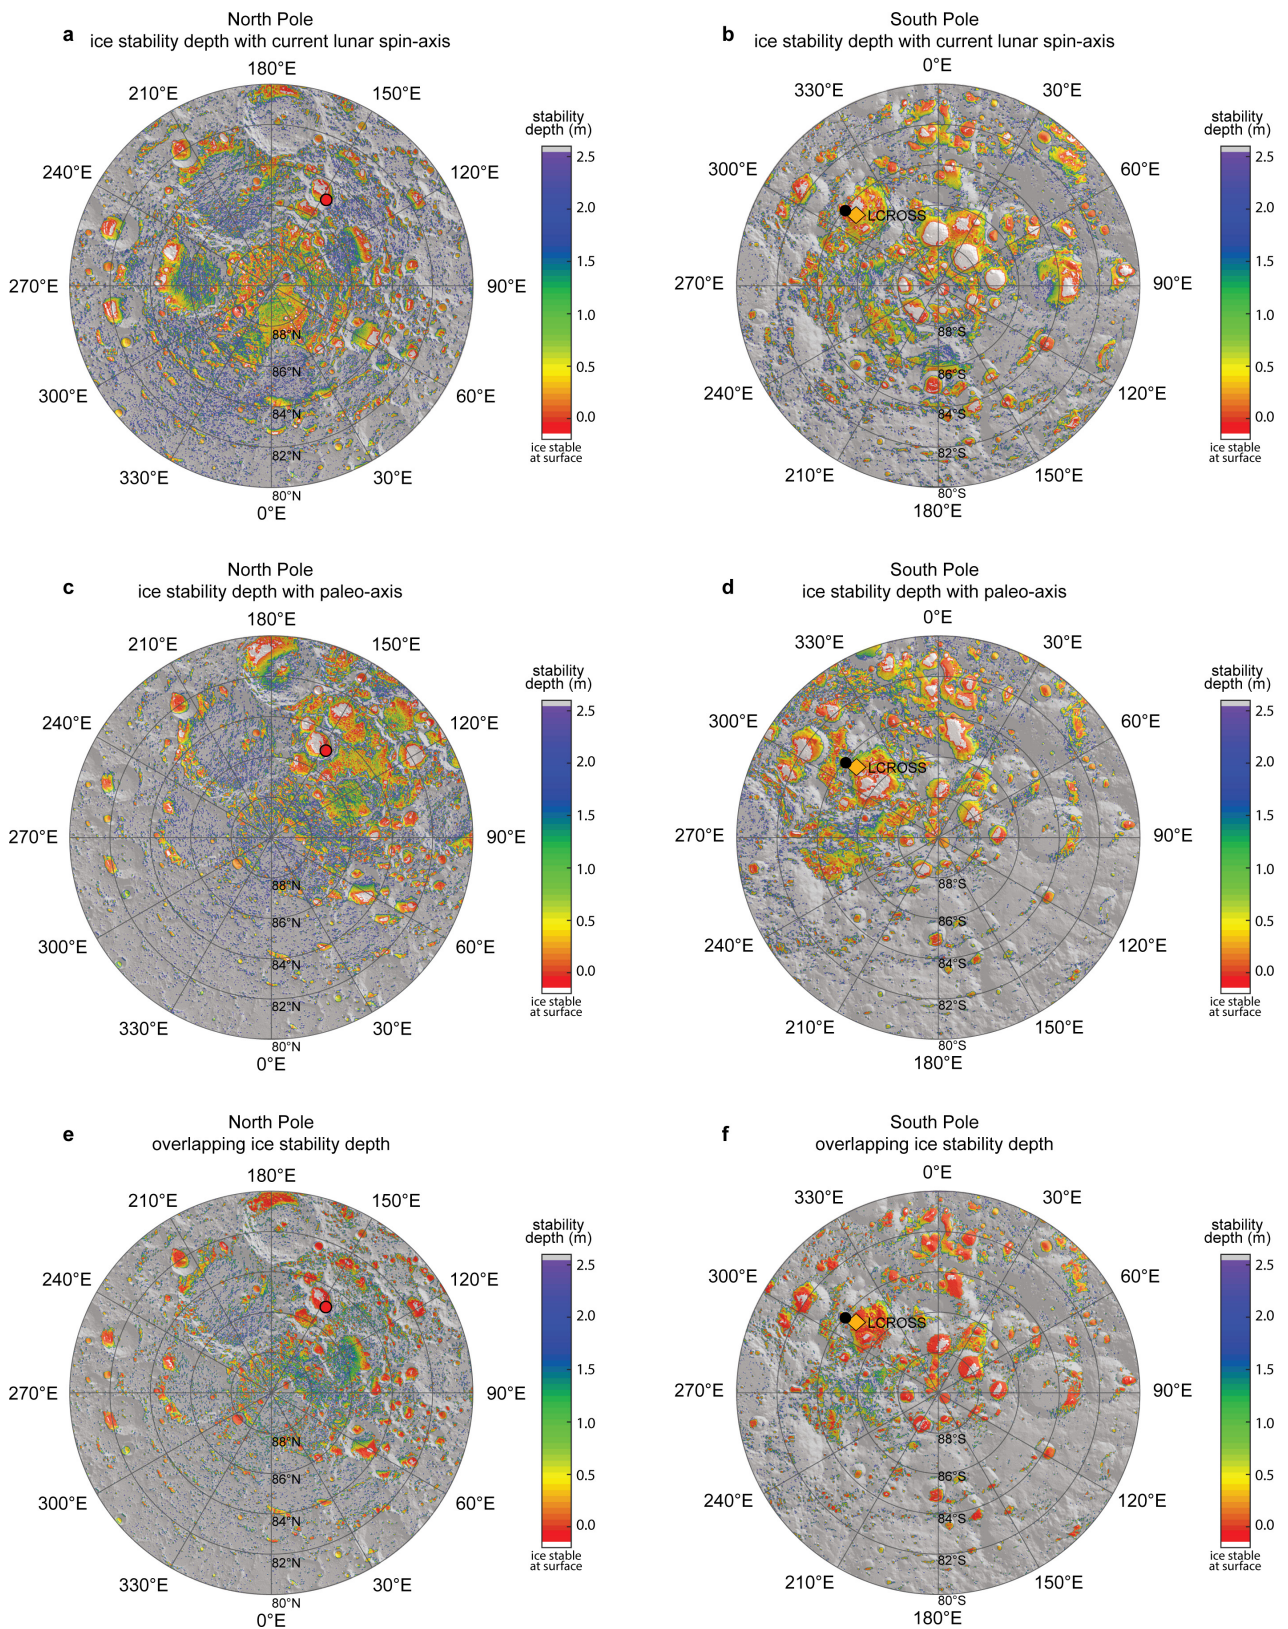 a
North Pole
ice stability depth with current lunar spin-axis
180°E
210°E
150°E
240°E
120°E
270°E
90°E
300°E
60°E
330°E
30°E
0°E
88°N
86°N
84°N
82°N
80°N
stability
depth (m)
2.5
2.0
1.5
1.0
0.5
0.0
ice stable
at surface
b
South Pole
ice stability depth with current lunar spin-axis
0°E
330°E
30°E
300°E
60°E
LCROSS
270°E
90°E
240°E
120°E
210°E
150°E
180°E
88°S
86°S
84°S
82°S
80°S
stability
depth (m)
2.5
2.0
1.5
1.0
0.5
0.0
ice stable
at surface
c
North Pole
ice stability depth with paleo-axis
180°E
210°E
150°E
240°E
120°E
270°E
90°E
300°E
60°E
330°E
30°E
0°E
88°N
86°N
84°N
82°N
80°N
stability
depth (m)
2.5
2.0
1.5
1.0
0.5
0.0
ice stable
at surface
d
South Pole
ice stability depth with paleo-axis
0°E
330°E
30°E
300°E
60°E
LCROSS
270°E
90°E
240°E
120°E
210°E
150°E
180°E
88°S
86°S
84°S
82°S
80°S
stability
depth (m)
2.5
2.0
1.5
1.0
0.5
0.0
ice stable
at surface
e
North Pole
overlapping ice stability depth
180°E
210°E
150°E
240°E
120°E
270°E
90°E
300°E
60°E
330°E
30°E
0°E
88°N
86°N
84°N
82°N
80°N
stability
depth (m)
2.5
2.0
1.5
1.0
0.5
0.0
ice stable
at surface
f
South Pole
overlapping ice stability depth
0°E
330°E
30°E
300°E
60°E
LCROSS
270°E
90°E
240°E
120°E
210°E
150°E
180°E
88°S
86°S
84°S
82°S
80°S
stability
depth (m)
2.5
2.0
1.5
1.0
0.5
0.0
ice stable
at surface